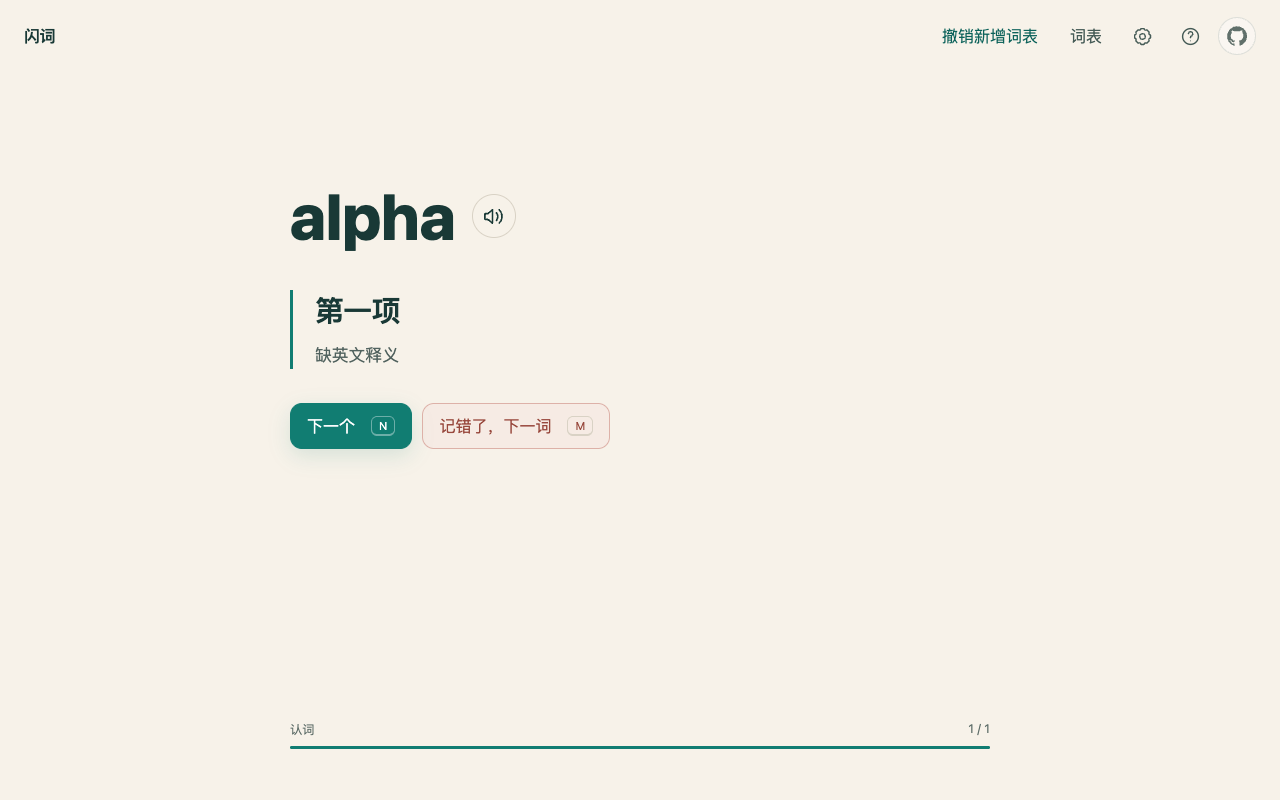 闪词
撤销新增词表 词表
alpha
第一项
缺英文释义
下一个 N 记错了，下一词 M
认词 1 / 1